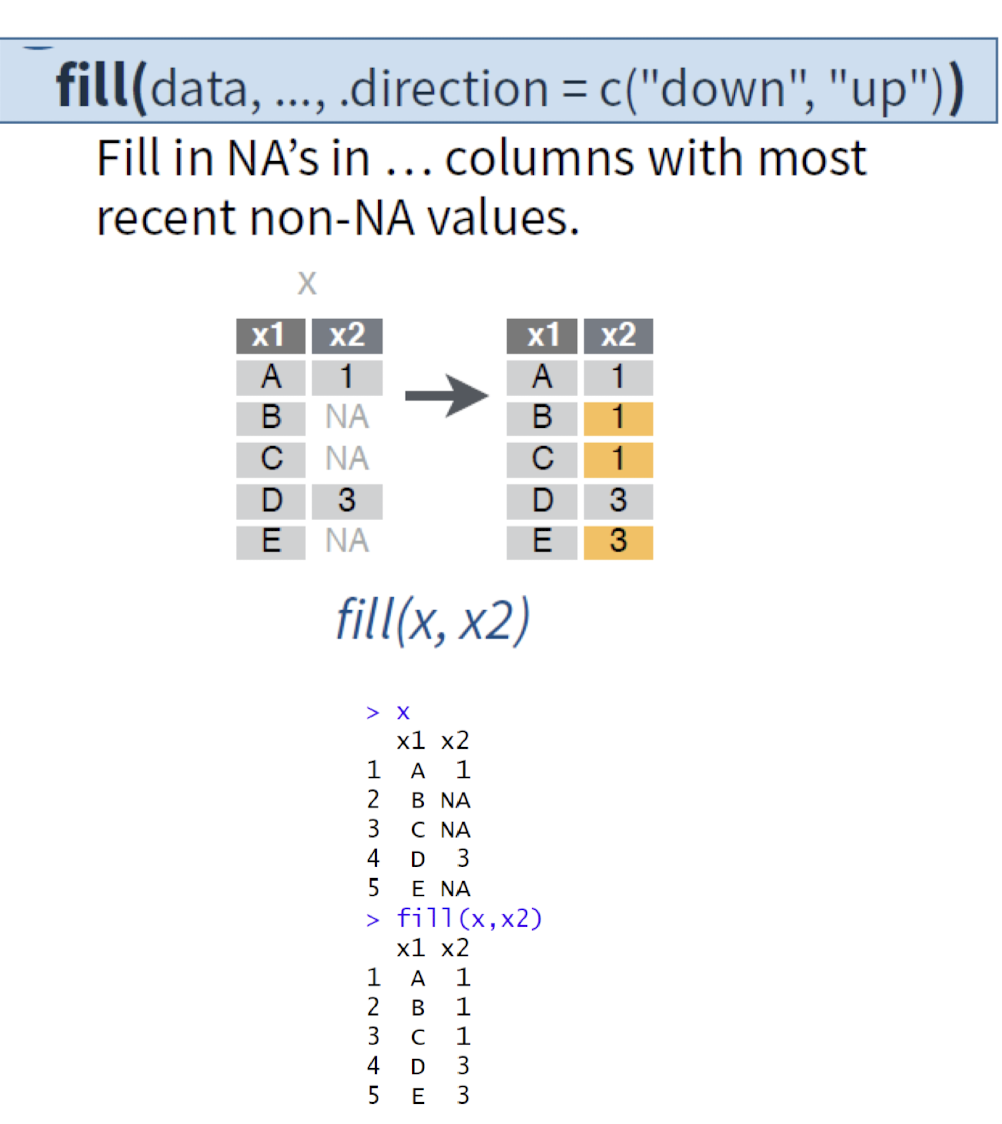 fill(data, ..., .direction = c("down", "up"))
Fill in NA’s in … columns with most
recent non-NA values.
x
x1 x2 x1 x2
A 1 A 1
B NA B 1
C NA C 1
D 3 D 3
E NA E 3
fill(x, x2)
> x
x1 x2
1 A 1
2 B NA
3 C NA
4 D 3
5 E NA
> fill(x,x2)
x1 x2
1 A 1
2 B 1
3 C 1
4 D 3
5 E 3